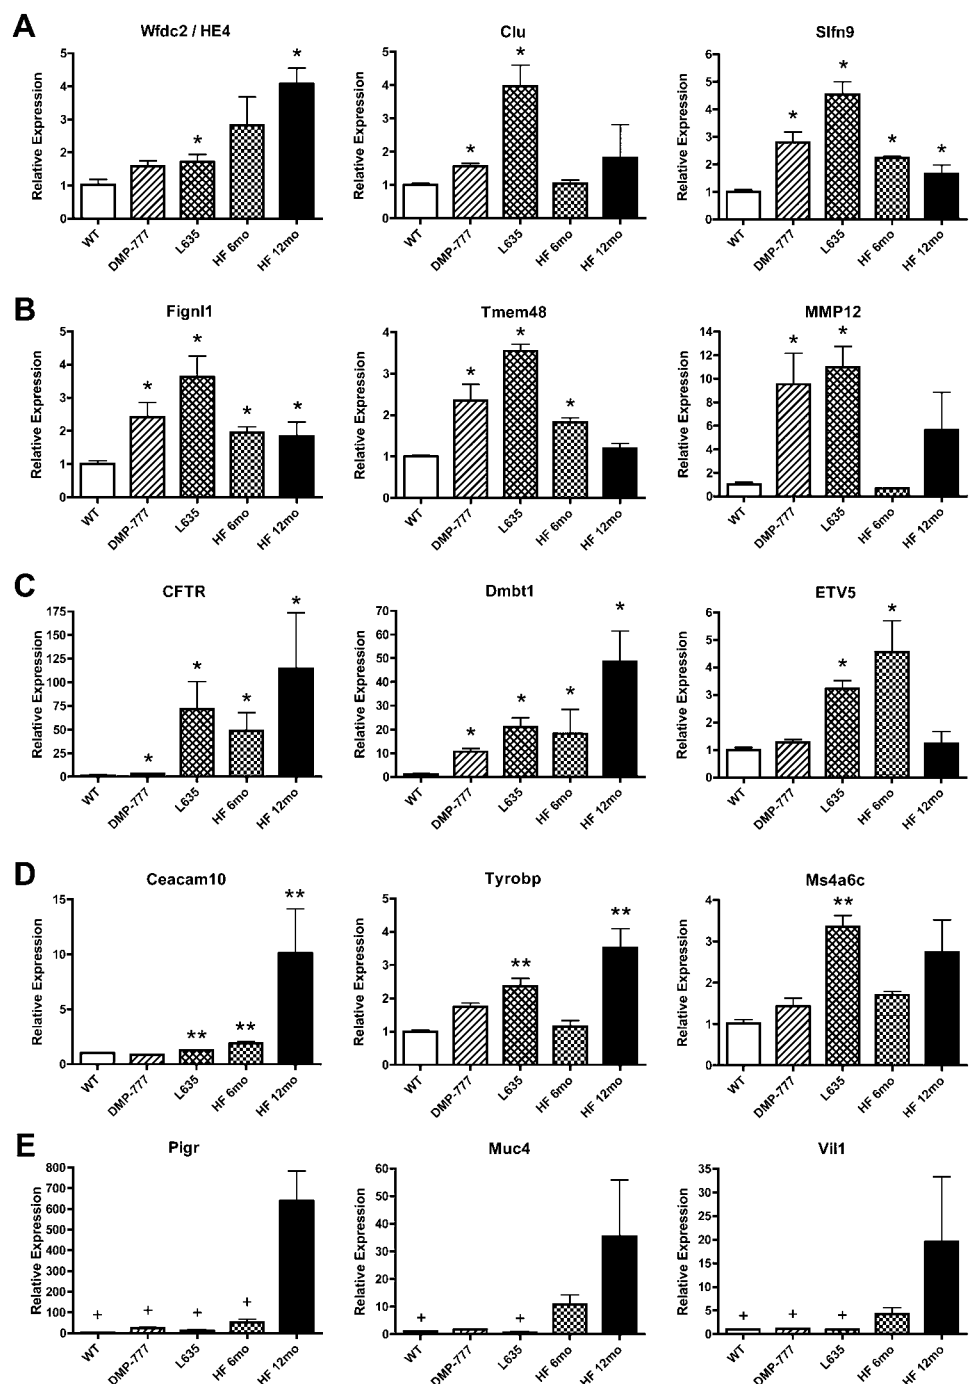 A
Wfdc2 / HE4
Relative Expression
5
4
3
2
1
0
*
*
WT
DMP-777
L635
HF 6mo
HF 12mo
Clu
Relative Expression
5
4
3
2
1
0
*
*
WT
DMP-777
L635
HF 6mo
HF 12mo
Slfn9
Relative Expression
6
5
4
3
2
1
0
*
*
*
*
WT
DMP-777
L635
HF 6mo
HF 12mo
B
Fignl1
Relative Expression
5
4
3
2
1
0
*
*
*
*
WT
DMP-777
L635
HF 6mo
HF 12mo
Tmem48
Relative Expression
4
3
2
1
0
*
*
*
WT
DMP-777
L635
HF 6mo
HF 12mo
MMP12
Relative Expression
14
12
10
8
6
4
2
0
*
*
WT
DMP-777
L635
HF 6mo
HF 12mo
C
CFTR
Relative Expression
175
150
125
100
75
50
25
0
*
*
*
*
WT
DMP-777
L635
HF 6mo
HF 12mo
Dmbt1
Relative Expression
70
60
50
40
30
20
10
0
*
*
*
*
WT
DMP-777
L635
HF 6mo
HF 12mo
ETV5
Relative Expression
6
5
4
3
2
1
0
*
*
WT
DMP-777
L635
HF 6mo
HF 12mo
D
Ceacam10
Relative Expression
15
10
5
0
**
**
**
WT
DMP-777
L635
HF 6mo
HF 12mo
Tyrobp
Relative Expression
5
4
3
2
1
0
**
**
WT
DMP-777
L635
HF 6mo
HF 12mo
Ms4a6c
Relative Expression
4
3
2
1
0
**
WT
DMP-777
L635
HF 6mo
HF 12mo
E
Pigr
Relative Expression
800
700
600
500
400
300
200
100
0
+
+
+
+
WT
DMP-777
L635
HF 6mo
HF 12mo
Muc4
Relative Expression
60
50
40
30
20
10
0
+
+
WT
DMP-777
L635
HF 6mo
HF 12mo
Vil1
Relative Expression
35
30
25
20
15
10
5
0
+
+
+
WT
DMP-777
L635
HF 6mo
HF 12mo